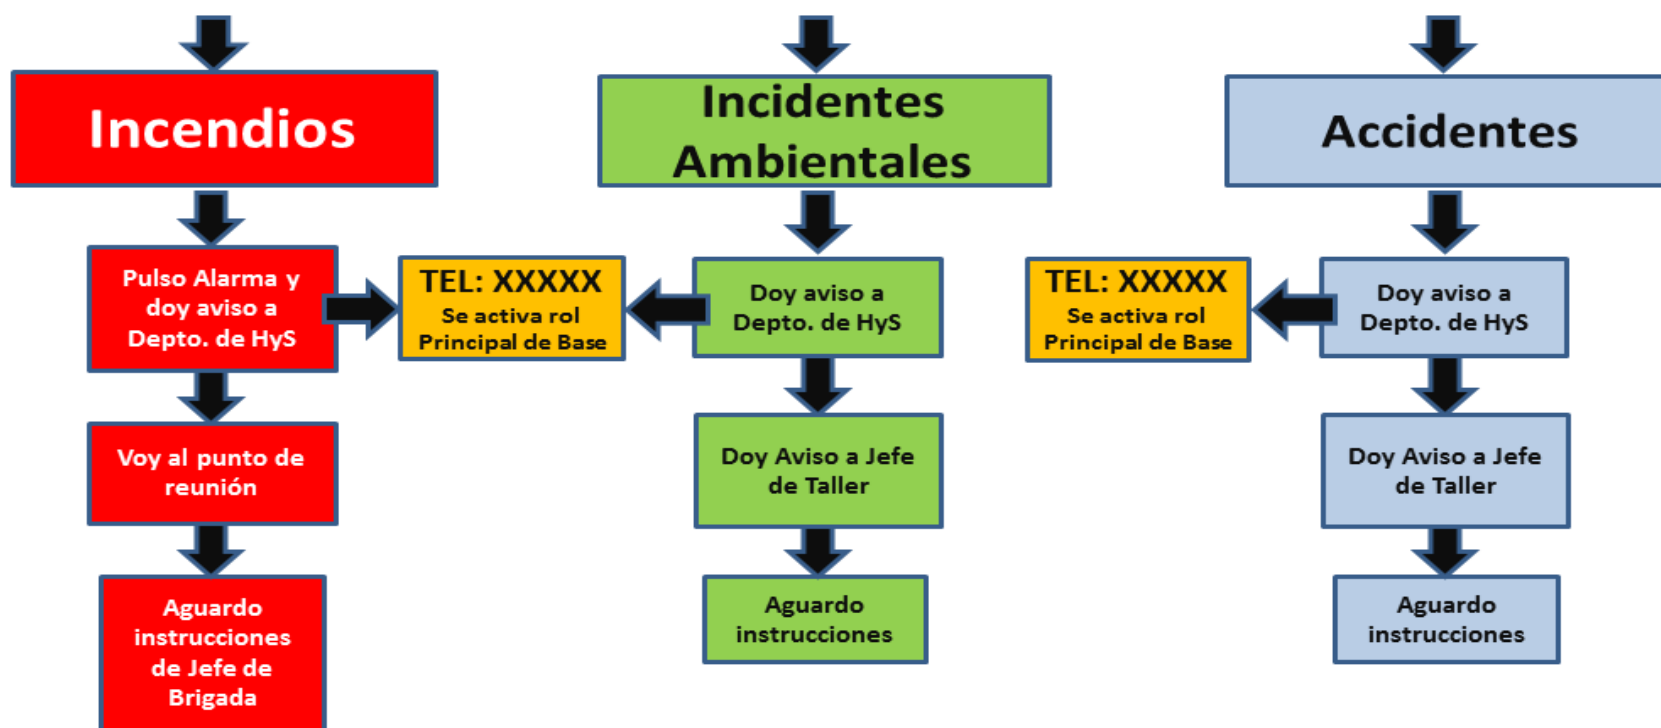 Incendios
Incidentes
Ambientales
Accidentes
Pulso Alarma y
doy aviso a
Depto. de HyS
TEL: XXXXX
Se activa rol
Principal de Base
Doy aviso a
Depto. de HyS
TEL: XXXXX
Se activa rol
Principal de Base
Doy aviso a
Depto. de HyS
Voy al punto de
reunión
Doy Aviso a Jefe
de Taller
Doy Aviso a Jefe
de Taller
Aguardo
instrucciones
de Jefe de
Brigada
Aguardo
instrucciones
Aguardo
instrucciones